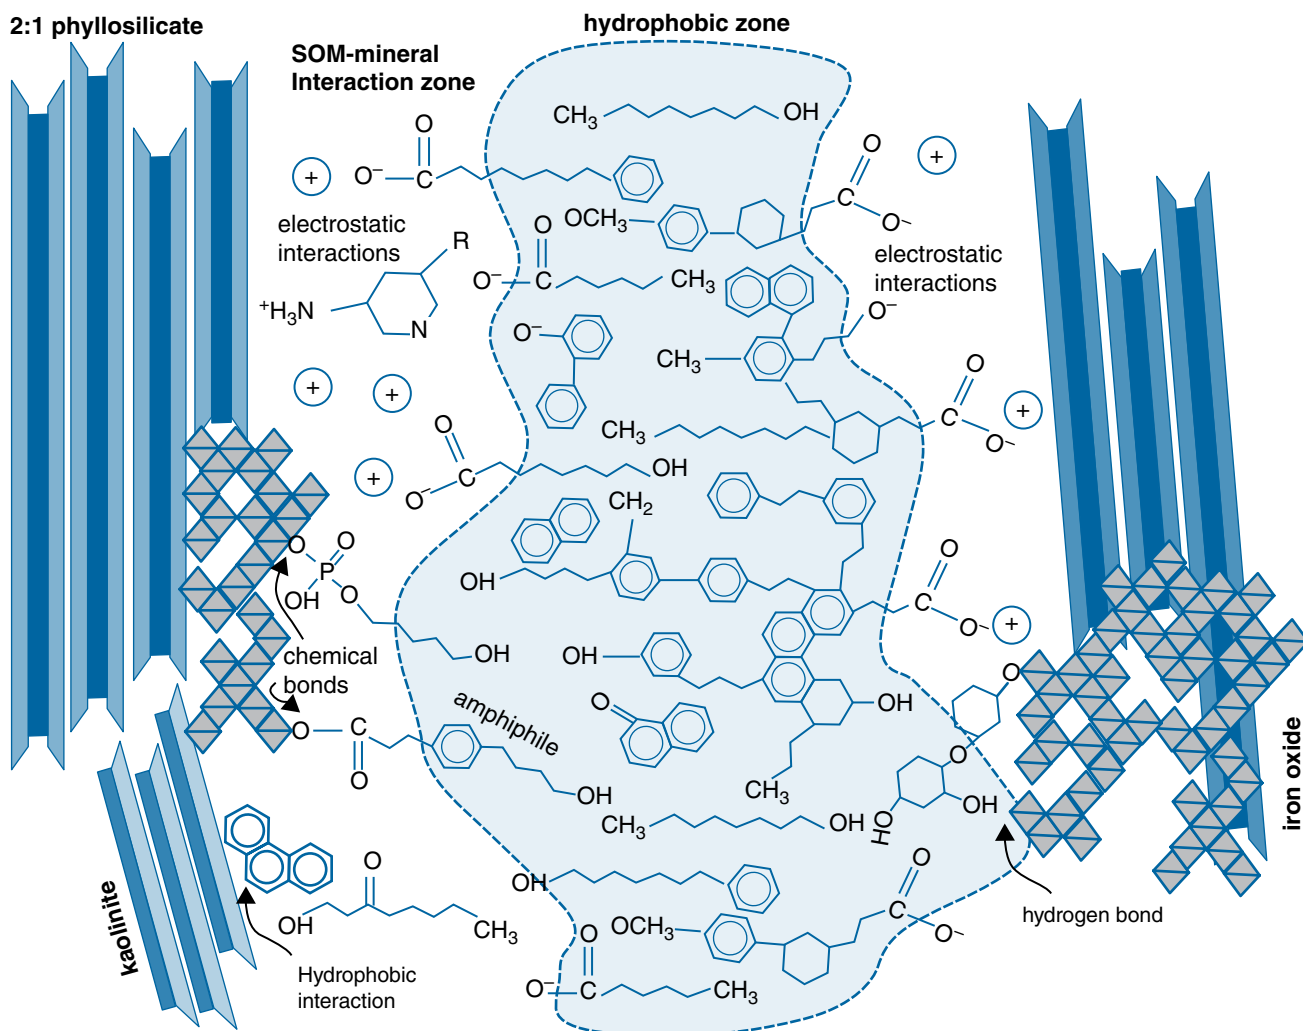 2:1 phyllosilicate
hydrophobic zone
SOM-mineral
Interaction zone
CH3
OH
O
O
+
+
O−
C
C
O−
OCH3
electrostatic
interactions
R
O
electrostatic
interactions
O−
C
CH3
+H3N
N
O−
O−
CH3
O
+
+
C
+
O−
O
CH3
C
OH
+
O−
CH2
O
O
P
O
OH
C
OH
O
O−
+
chemical
bonds
OH
OH
O
amphiphile
O
OH
O
C
O
O
CH3
OH
OH
HO
CH3
OH
iron oxide
O
OH
O
kaolinite
OH
CH3
OCH3
C
O−
hydrogen bond
O
Hydrophobic
interaction
O−
C
CH3